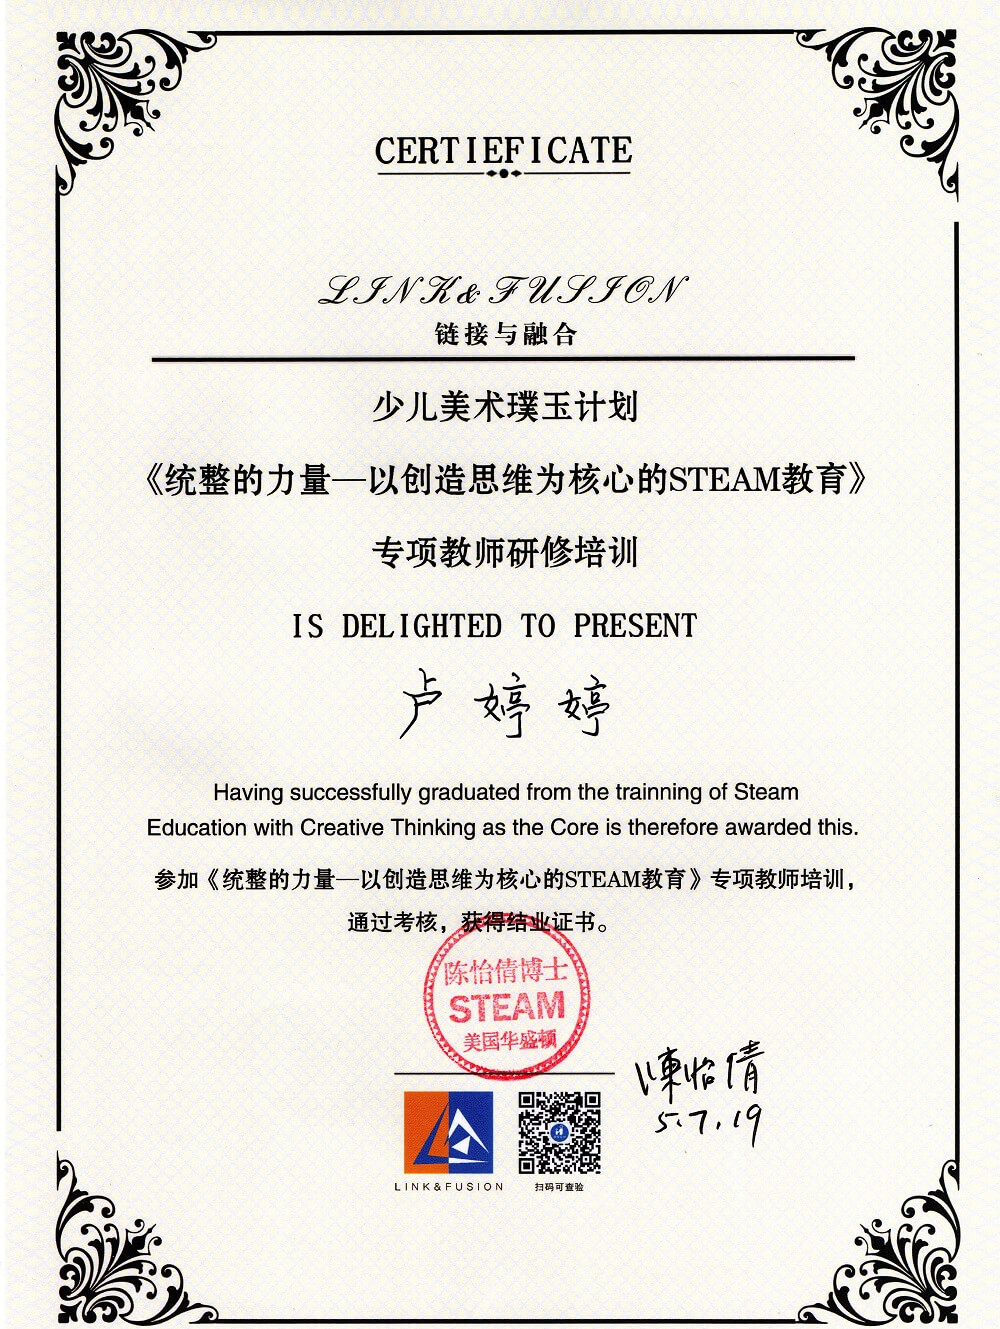 CERTIEFICATE
LINK&FUSION
链接与融合
少儿美术璞玉计划
《统整的力量—以创造思维为核心的STEAM教育》
专项教师研修培训
IS DELIGHTED TO PRESENT
卢婷婷
Having successfully graduated from the trainning of Steam
Education with Creative Thinking as the Core is therefore awarded this.
参加《统整的力量—以创造思维为核心的STEAM教育》专项教师培训，
通过考核，获得结业证书。
陈怡倩博士
STEAM
美国华盛顿
陳怡倩
5.7.19
LINK&FUSION
扫码可查验